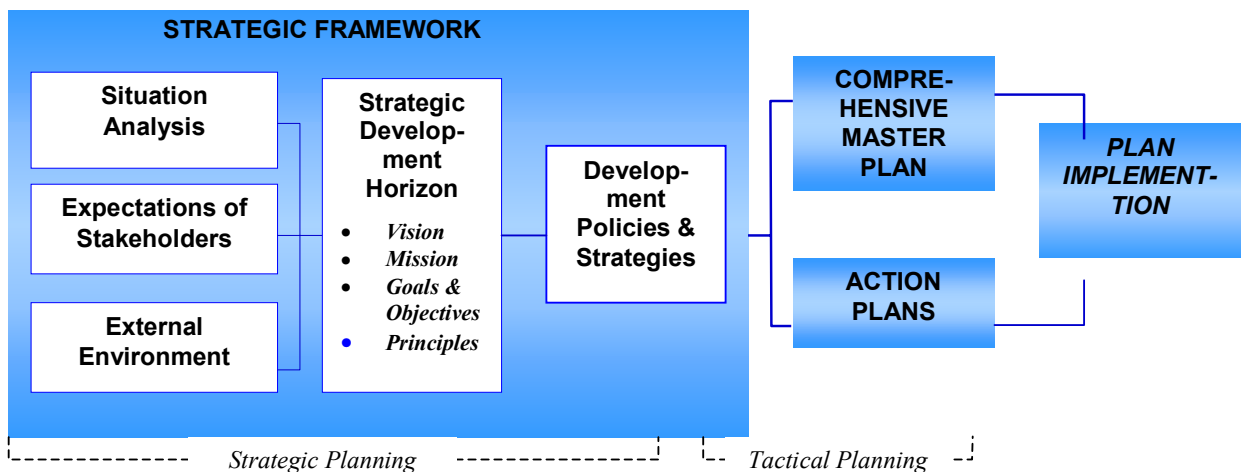 STRATEGIC FRAMEWORK
Situation
Analysis
Expectations of
Stakeholders
External
Environment
Strategic
Develop-
ment
Horizon
• Vision
• Mission
• Goals &
Objectives
• Principles
Develop-
ment
Policies &
Strategies
COMPRE-
HENSIVE
MASTER
PLAN
ACTION
PLANS
PLAN
IMPLEMENT-
TION
Strategic Planning
Tactical Planning